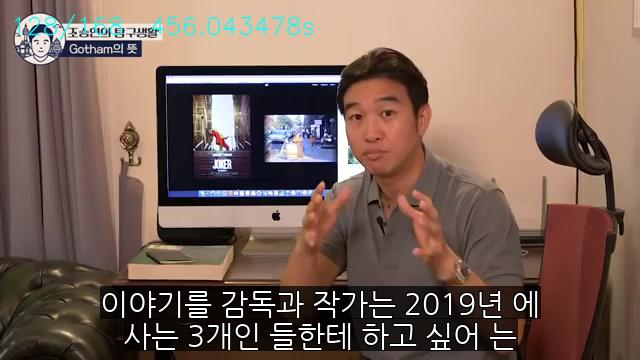 128/168, 456.043478s
조승연의 탐구생활
Gotham의 뜻
JOKER
이야기를 감독과 작가는 2019년 에
사는 3개인 들한테 하고 싶어 는